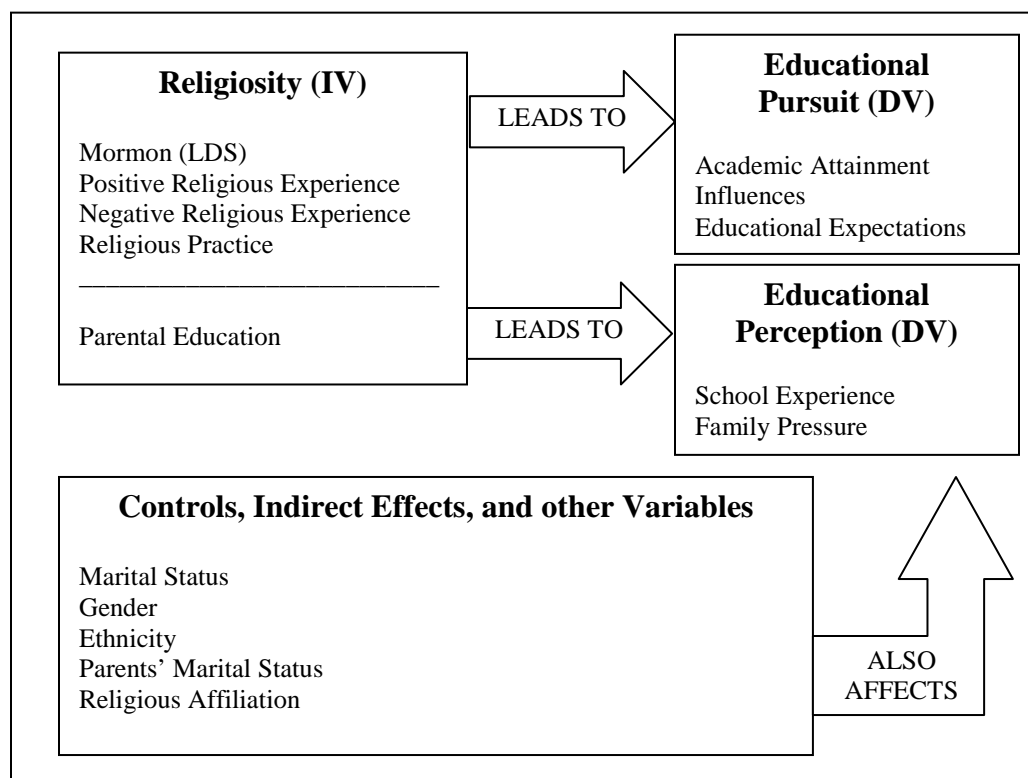 Religiosity (IV)
Mormon (LDS)
Positive Religious Experience
Negative Religious Experience
Religious Practice
___________________________
Parental Education
LEADS TO
LEADS TO
Educational
Pursuit (DV)
Academic Attainment
Influences
Educational Expectations
Educational
Perception (DV)
School Experience
Family Pressure
Controls, Indirect Effects, and other Variables
Marital Status
Gender
Ethnicity
Parents’ Marital Status
Religious Affiliation
ALSO
AFFECTS